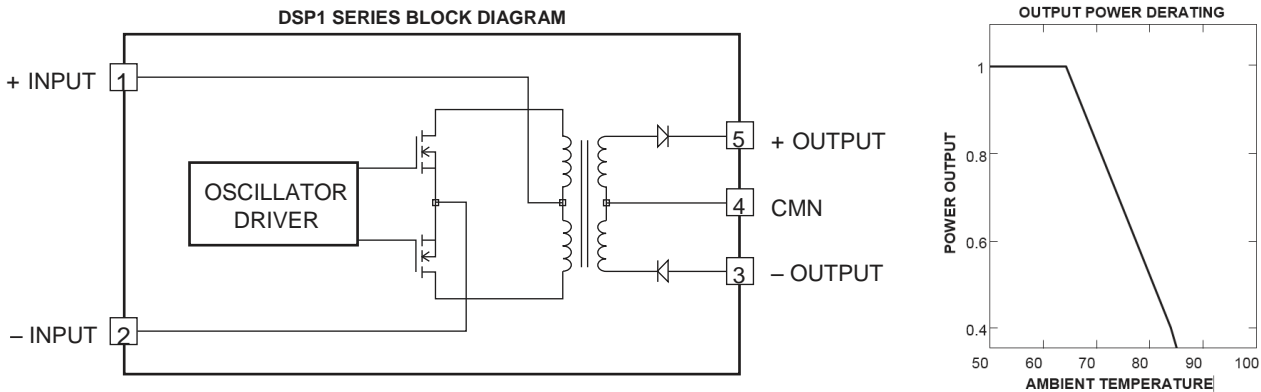 DSP1 SERIES BLOCK DIAGRAM
+ INPUT
1
OSCILLATOR
DRIVER
– INPUT
2
5
+ OUTPUT
4
CMN
3
– OUTPUT
OUTPUT POWER DERATING
POWER OUTPUT
1
0.8
0.6
0.4
50 60 70 80 90 100
AMBIENT TEMPERATURE